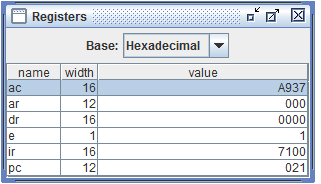 Registers
Base: Hexadecimal
name width value
ac 16 A937
ar 12 000
dr 16 0000
e 1 1
ir 16 7100
pc 12 021